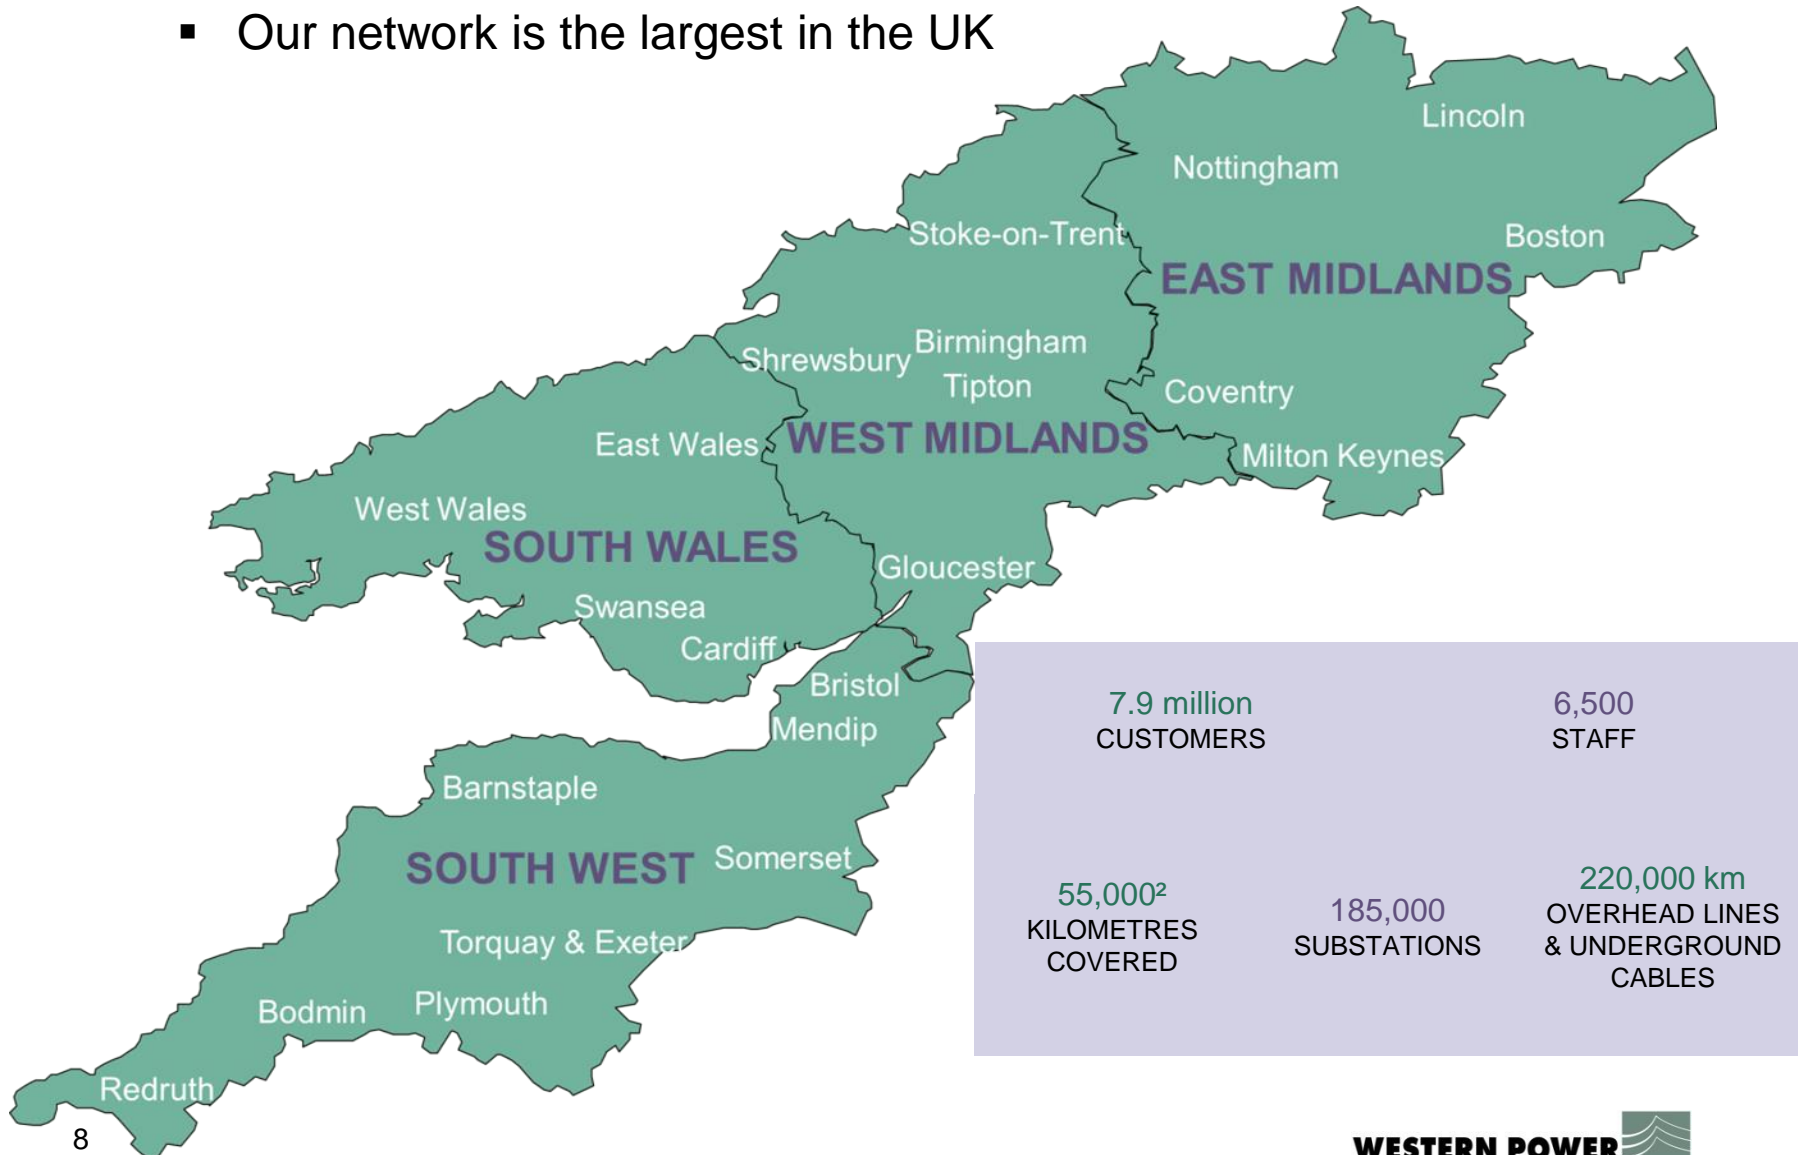 ▪ Our network is the largest in the UK
Lincoln
Nottingham
Stoke-on-Trent
Boston
EAST MIDLANDS
Birmingham
Shrewsbury
Tipton
Coventry
East Wales
WEST MIDLANDS
Milton Keynes
West Wales
SOUTH WALES
Gloucester
Swansea
Cardiff
Bristol
Mendip
Barnstaple
SOUTH WEST
Somerset
Torquay & Exeter
Bodmin
Plymouth
Redruth
7.9 million
CUSTOMERS
6,500
STAFF
55,000²
KILOMETRES
COVERED
185,000
SUBSTATIONS
220,000 km
OVERHEAD LINES
& UNDERGROUND
CABLES
8
WESTERN POWER